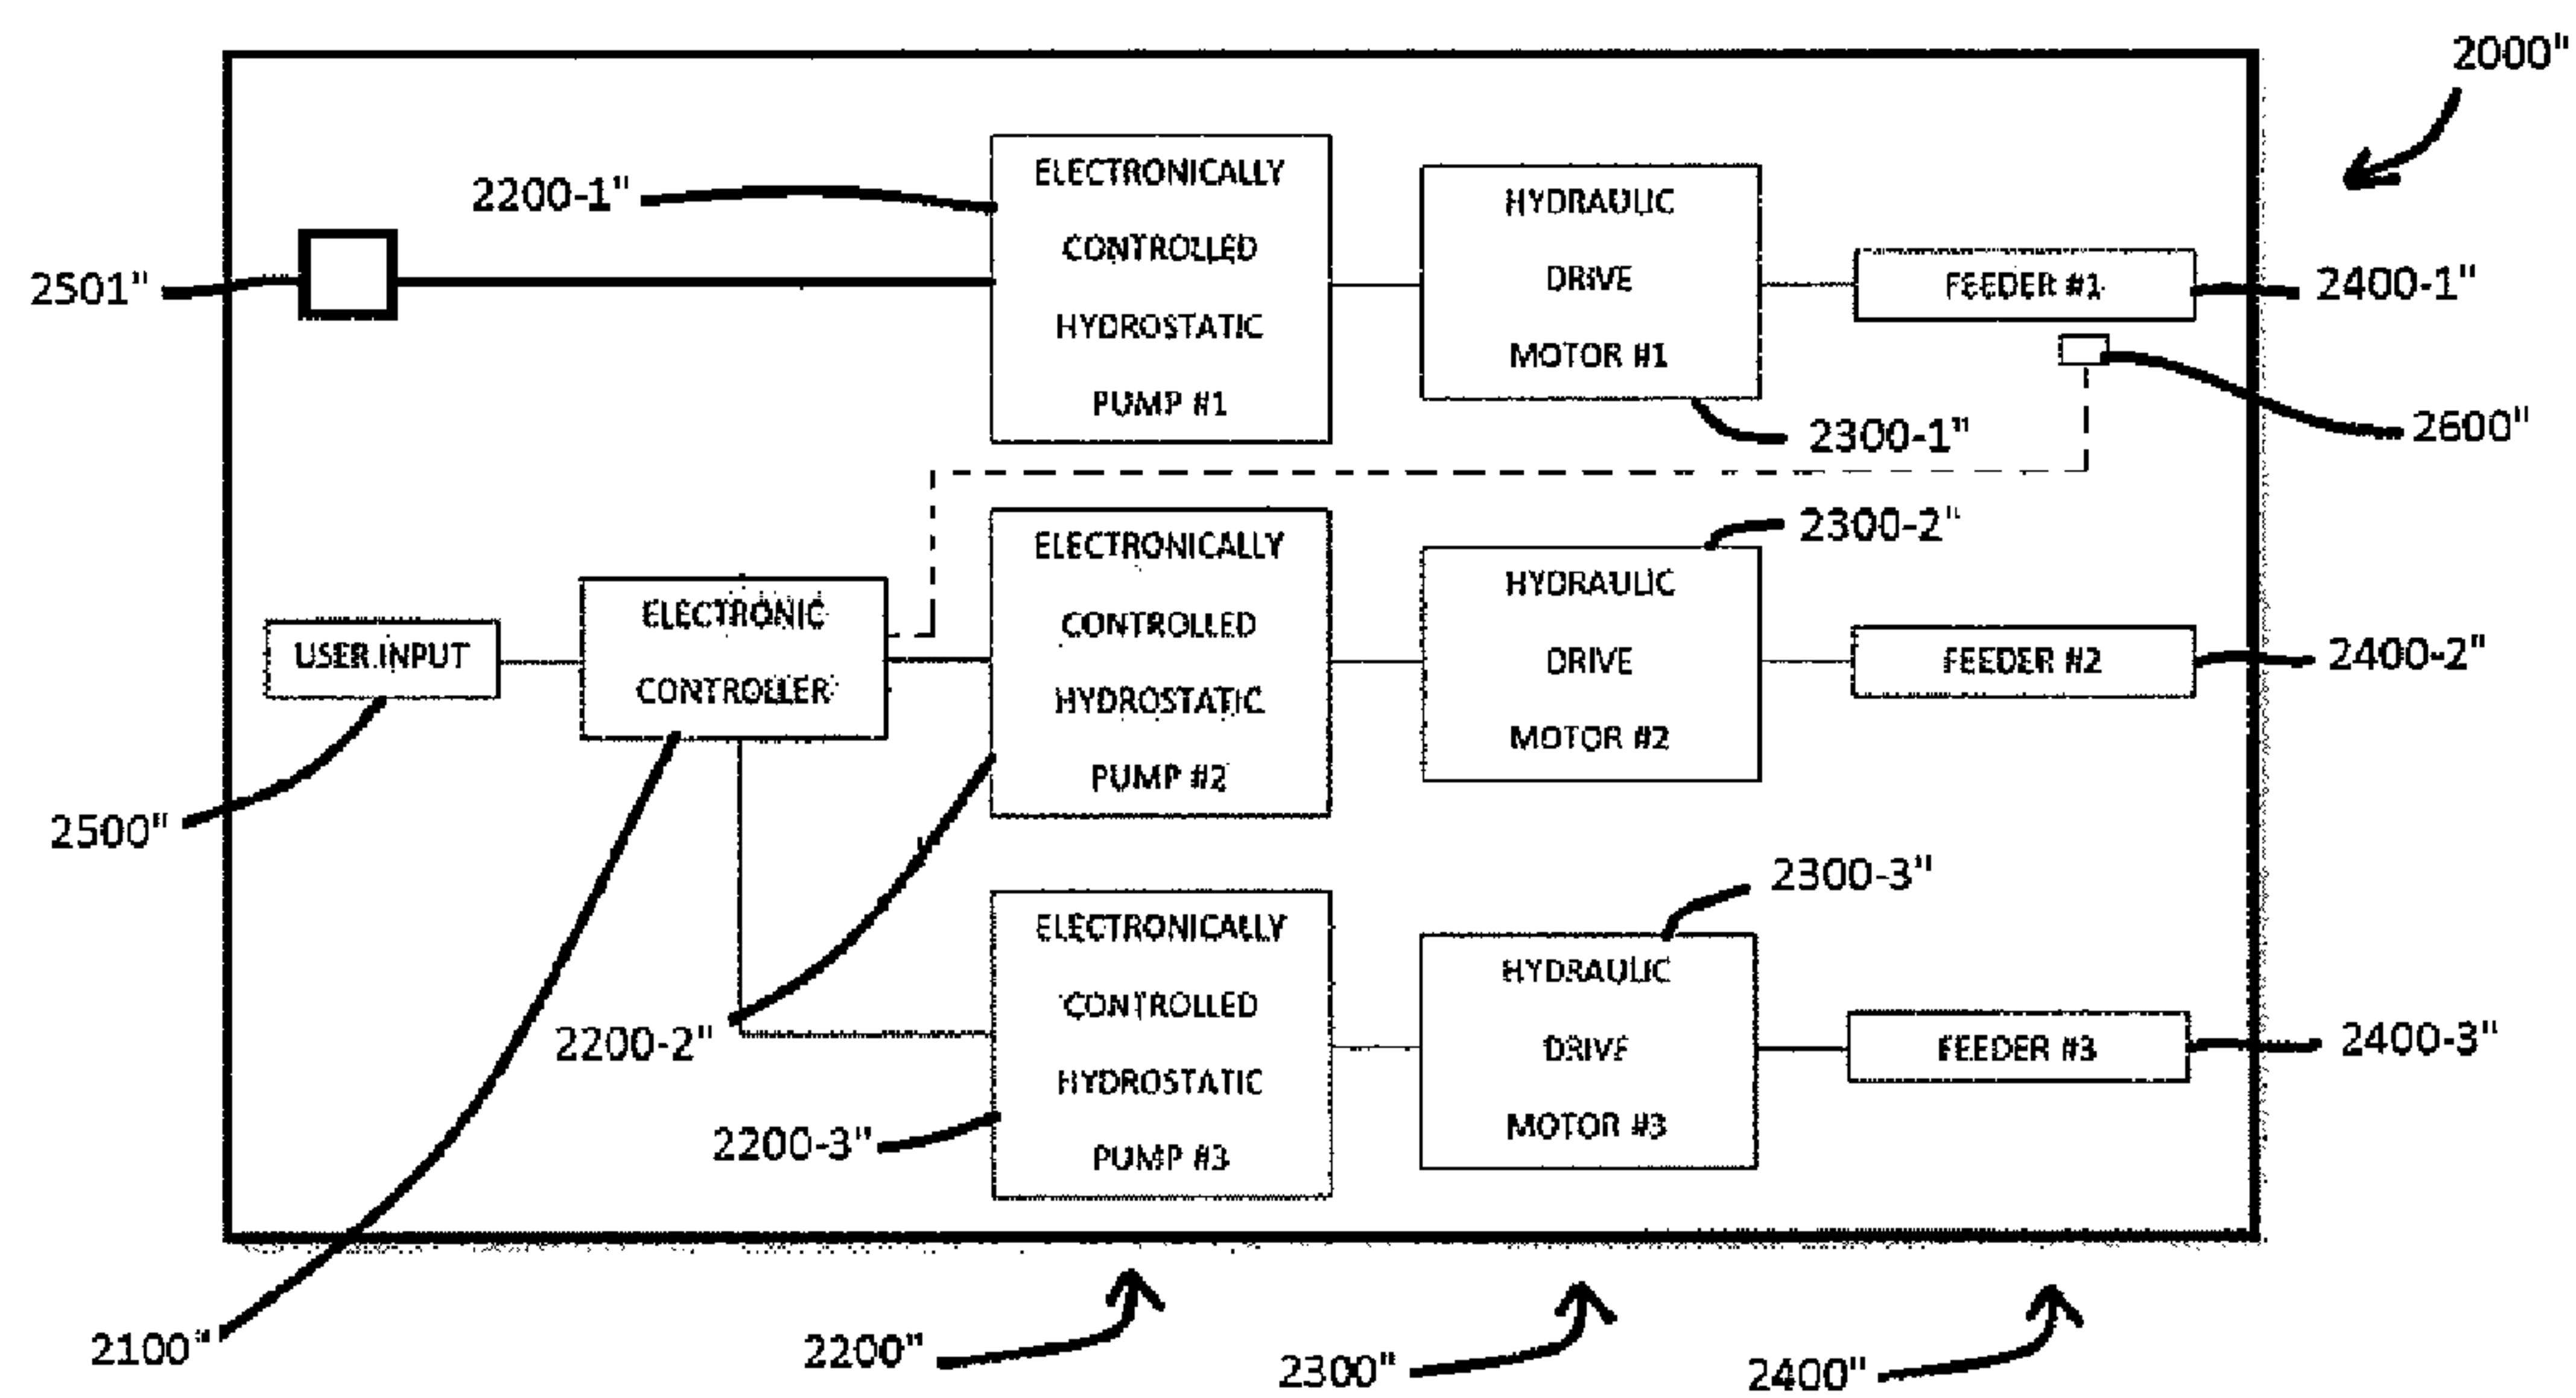 2000"
ELECTRONICALLY
CONTROLLED
HYDROSTATIC
PUMP #1
HYDRAULIC
DRIVE
MOTOR #1
FEEDER #1
2200-1"
2501"
2400-1"
2600"
2300-1"
2300-2"
USER INPUT
ELECTRONIC
CONTROLLER
ELECTRONICALLY
CONTROLLED
HYDROSTATIC
PUMP #2
HYDRAULIC
DRIVE
MOTOR #2
FEEDER #2
2400-2"
2500"
2300-3"
2200-2"
2200-3"
ELECTRONICALLY
CONTROLLED
HYDROSTATIC
PUMP #3
HYDRAULIC
DRIVE
MOTOR #3
FEEDER #3
2400-3"
2100"
2200"
2300"
2400"